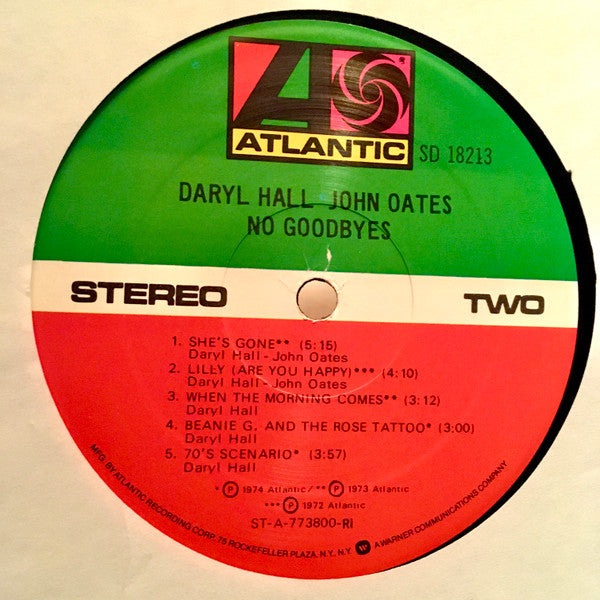 ATLANTIC
SD 18213
DARYL HALL JOHN OATES
NO GOODBYES
STEREO
TWO
1. SHE'S GONE** (5:15)
Daryl Hall - John Oates
2. LILLY (ARE YOU HAPPY)*** (4:10)
Daryl Hall - John Oates
3. WHEN THE MORNING COMES** (3:12)
Daryl Hall
4. BEANIE G. AND THE ROSE TATTOO* (3:00)
Daryl Hall
5. 70'S SCENARIO* (3:57)
Daryl Hall
* Ⓟ 1974 Atlantic/** Ⓟ 1973 Atlantic
*** Ⓟ 1972 Atlantic
ST-A-773800-RI
MFG. BY ATLANTIC RECORDING CORP. 75 ROCKEFELLER PLAZA, N.Y. N.Y. A WARNER COMMUNICATIONS COMPANY